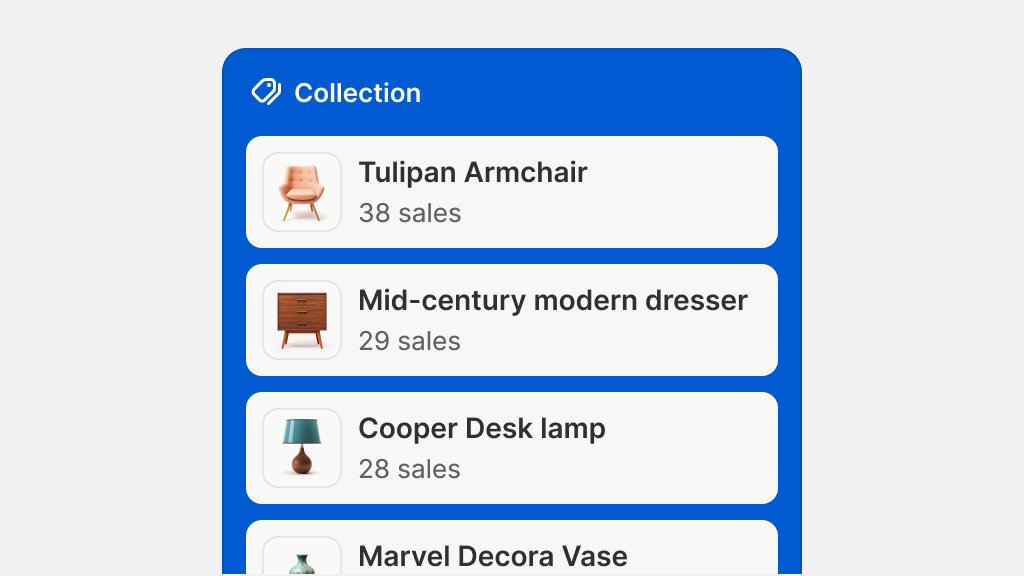 Collection
Tulipan Armchair
38 sales
Mid-century modern dresser
29 sales
Cooper Desk lamp
28 sales
Marvel Decora Vase